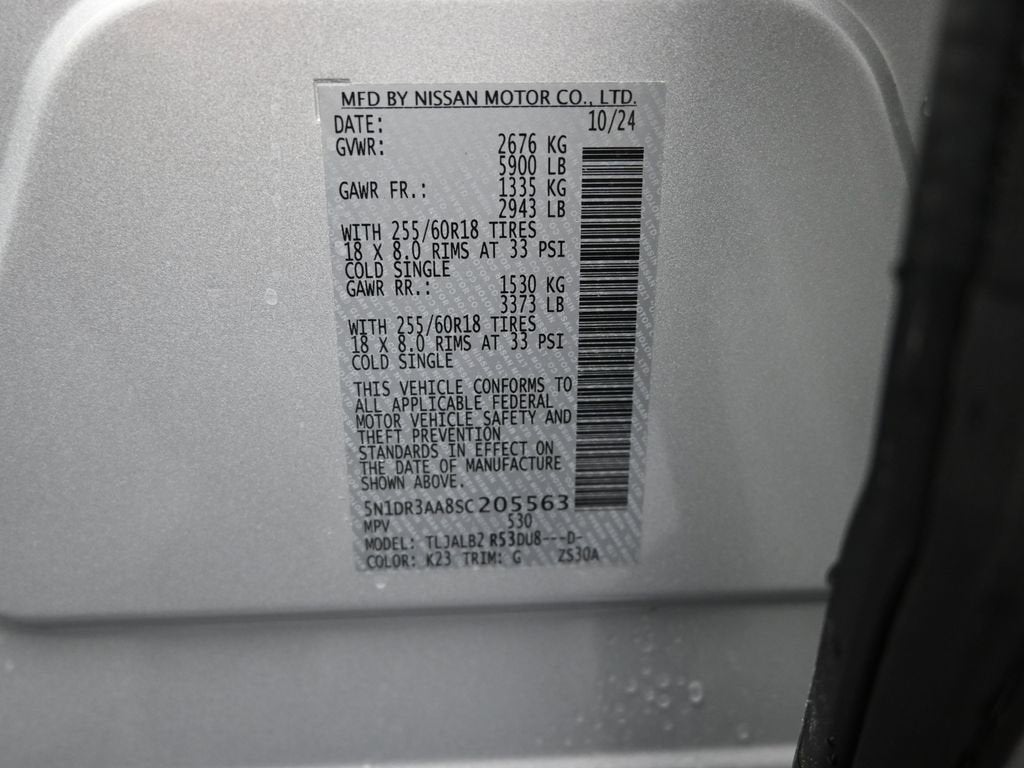 MFD BY NISSAN MOTOR CO., LTD.
DATE: 10/24
GVWR: 2676 KG
5900 LB
GAWR FR.: 1335 KG
2943 LB
WITH 255/60R18 TIRES
18 X 8.0 RIMS AT 33 PSI
COLD SINGLE
GAWR RR.: 1530 KG
3373 LB
WITH 255/60R18 TIRES
18 X 8.0 RIMS AT 33 PSI
COLD SINGLE
THIS VEHICLE CONFORMS TO
ALL APPLICABLE FEDERAL
MOTOR VEHICLE SAFETY AND
THEFT PREVENTION
STANDARDS IN EFFECT ON
THE DATE OF MANUFACTURE
SHOWN ABOVE.
5N1DR3AA8SC205563
MPV 530
MODEL: TLJALBZ R53DU8---D-
COLOR: K23 TRIM: G ZS30A